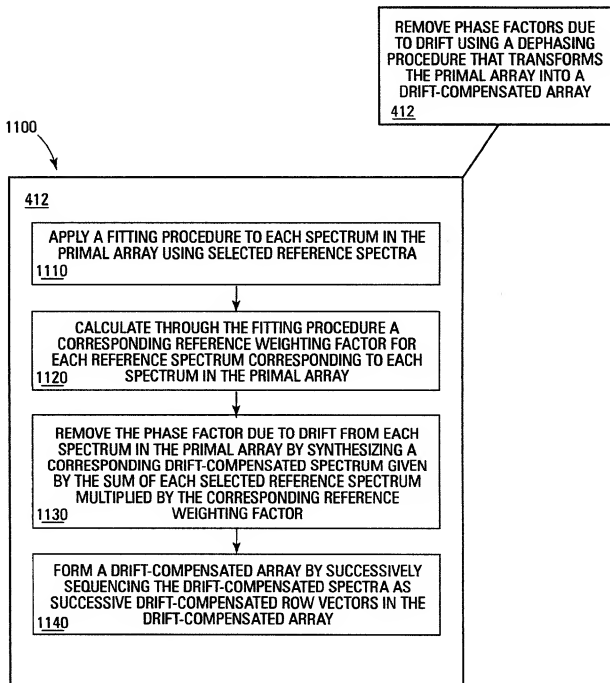 REMOVE PHASE FACTORS DUE
TO DRIFT USING A DEPHASING
PROCEDURE THAT TRANSFORMS
THE PRIMAL ARRAY INTO A
DRIFT-COMPENSATED ARRAY
412
1100
412
APPLY A FITTING PROCEDURE TO EACH SPECTRUM IN THE
PRIMAL ARRAY USING SELECTED REFERENCE SPECTRA
1110
CALCULATE THROUGH THE FITTING PROCEDURE A
CORRESPONDING REFERENCE WEIGHTING FACTOR FOR
EACH REFERENCE SPECTRUM CORRESPONDING TO EACH
SPECTRUM IN THE PRIMAL ARRAY
1120
REMOVE THE PHASE FACTOR DUE TO DRIFT FROM EACH
SPECTRUM IN THE PRIMAL ARRAY BY SYNTHESIZING A
CORRESPONDING DRIFT-COMPENSATED SPECTRUM GIVEN
BY THE SUM OF EACH SELECTED REFERENCE SPECTRUM
MULTIPLIED BY THE CORRESPONDING REFERENCE
WEIGHTING FACTOR
1130
FORM A DRIFT-COMPENSATED ARRAY BY SUCCESSIVELY
SEQUENCING THE DRIFT-COMPENSATED SPECTRA AS
SUCCESSIVE DRIFT-COMPENSATED ROW VECTORS IN THE
DRIFT-COMPENSATED ARRAY
1140